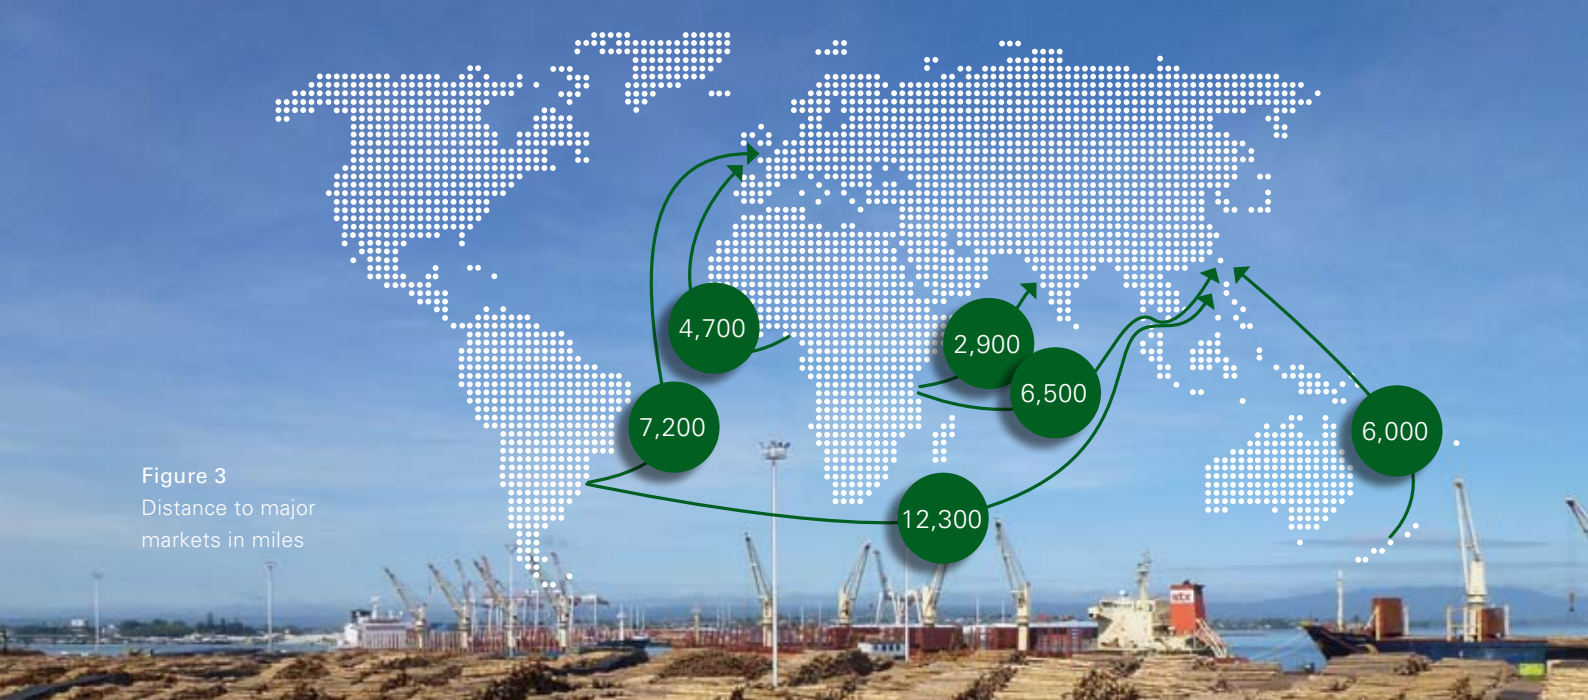 4,700
2,900
6,500
7,200
6,000
12,300
Figure 3
Distance to major
markets in miles
stx